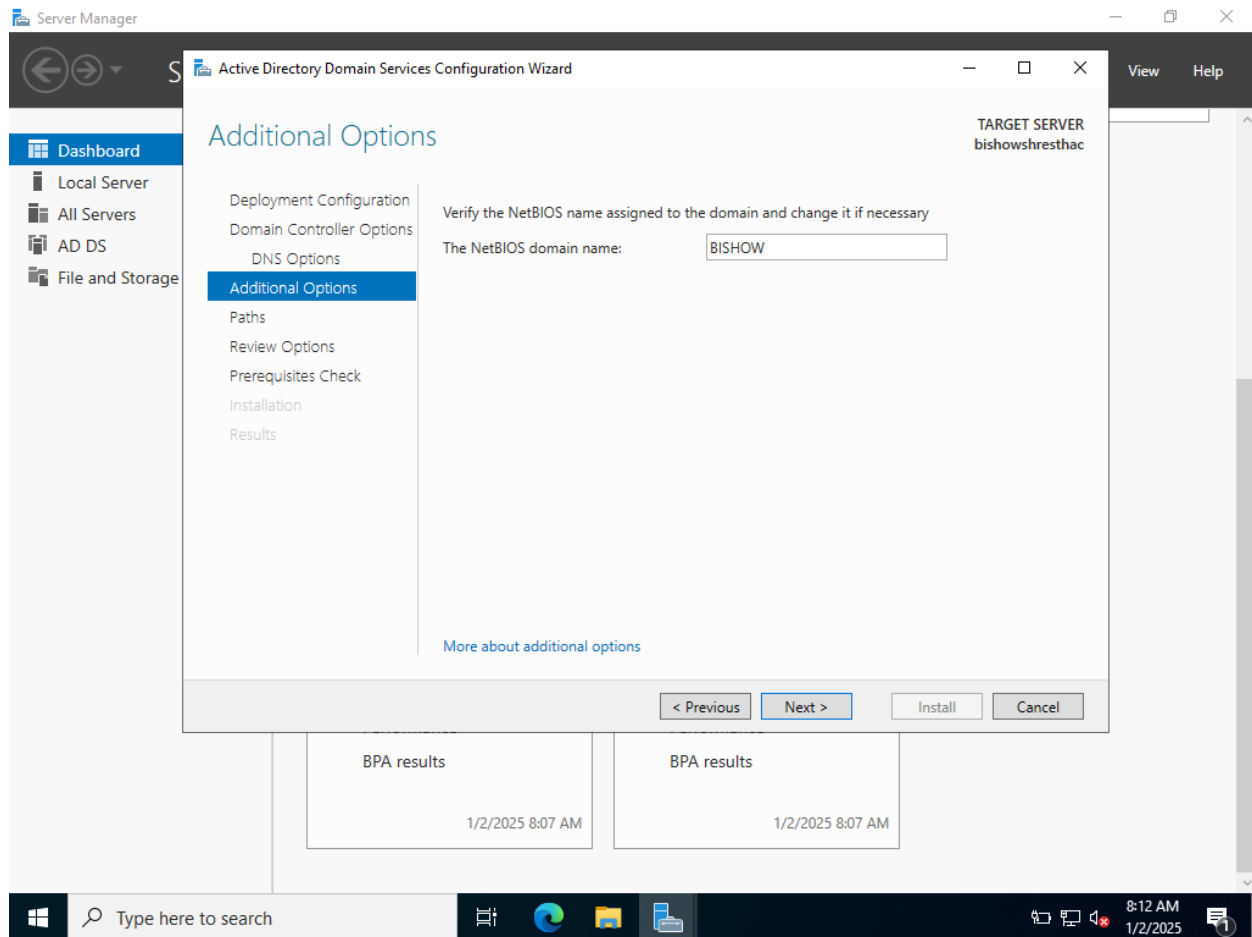 Server Manager
S
View
Help
Active Directory Domain Services Configuration Wizard
Additional Options
TARGET SERVER
bishowshresthac
Dashboard
Local Server
All Servers
AD DS
File and Storage
Deployment Configuration
Domain Controller Options
DNS Options
Additional Options
Paths
Review Options
Prerequisites Check
Installation
Results
Verify the NetBIOS name assigned to the domain and change it if necessary
The NetBIOS domain name: BISHOW
More about additional options
< Previous
Next >
Install
Cancel
BPA results
BPA results
1/2/2025 8:07 AM
1/2/2025 8:07 AM
Type here to search
8:12 AM
1/2/2025
1